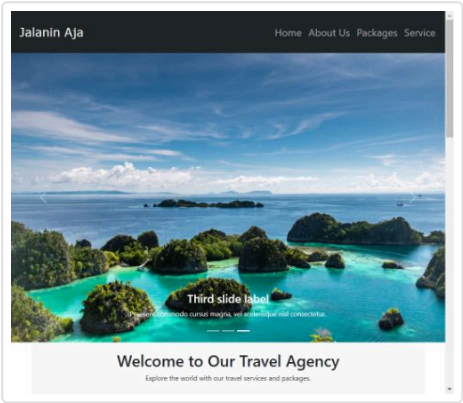 Jalanin Aja
Home About Us Packages Service
Third slide label
Praesent commodo cursus magna, vel scelerisque nisl consectetur.
Welcome to Our Travel Agency
Explore the world with our travel services and packages.